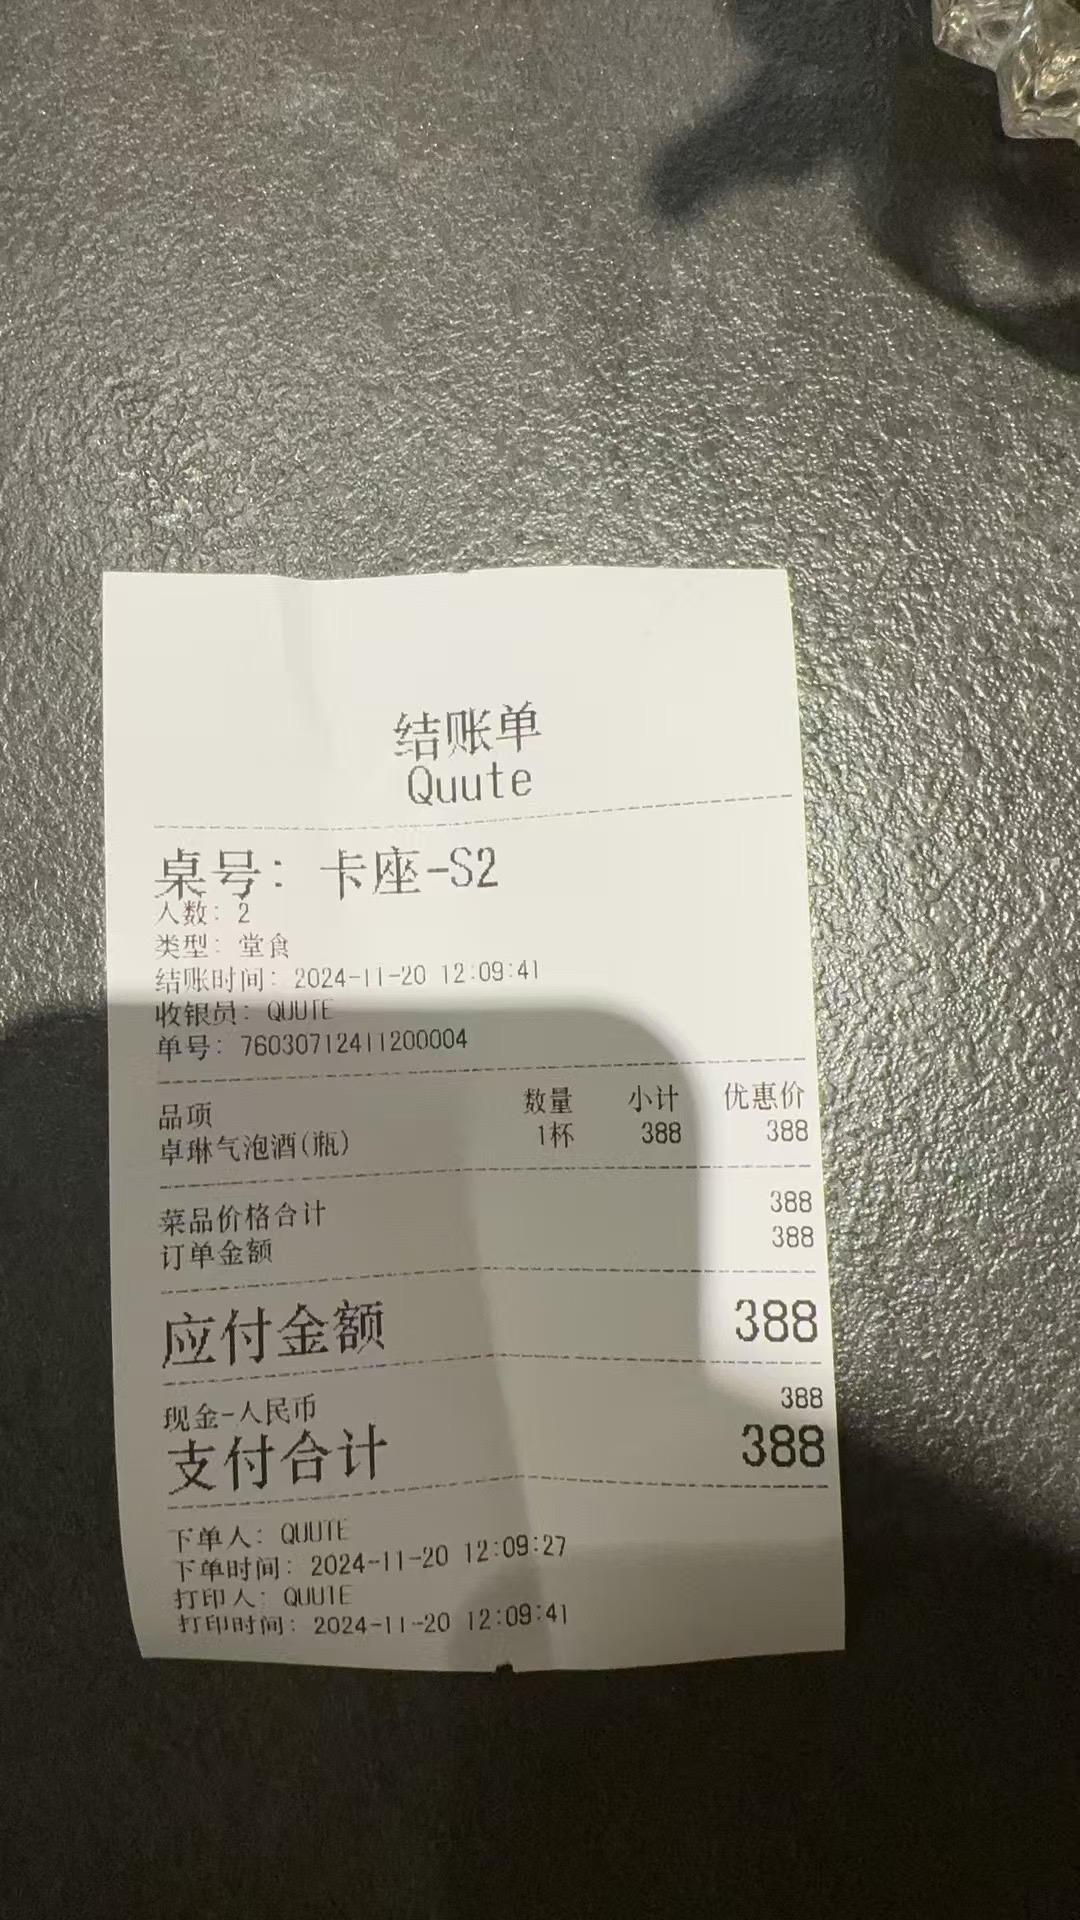 结账单
Quute
桌号: 卡座-S2
人数: 2
类型: 堂食
结账时间: 2024-11-20 12:09:41
收银员: QUUTE
单号: 76030712411200004
品项 数量 小计 优惠价
卓琳气泡酒(瓶) 1杯 388 388
菜品价格合计 388
订单金额 388
应付金额 388
现金-人民币 388
支付合计 388
下单人: QUUTE
下单时间: 2024-11-20 12:09:27
打印人: QUUTE
打印时间: 2024-11-20 12:09:41